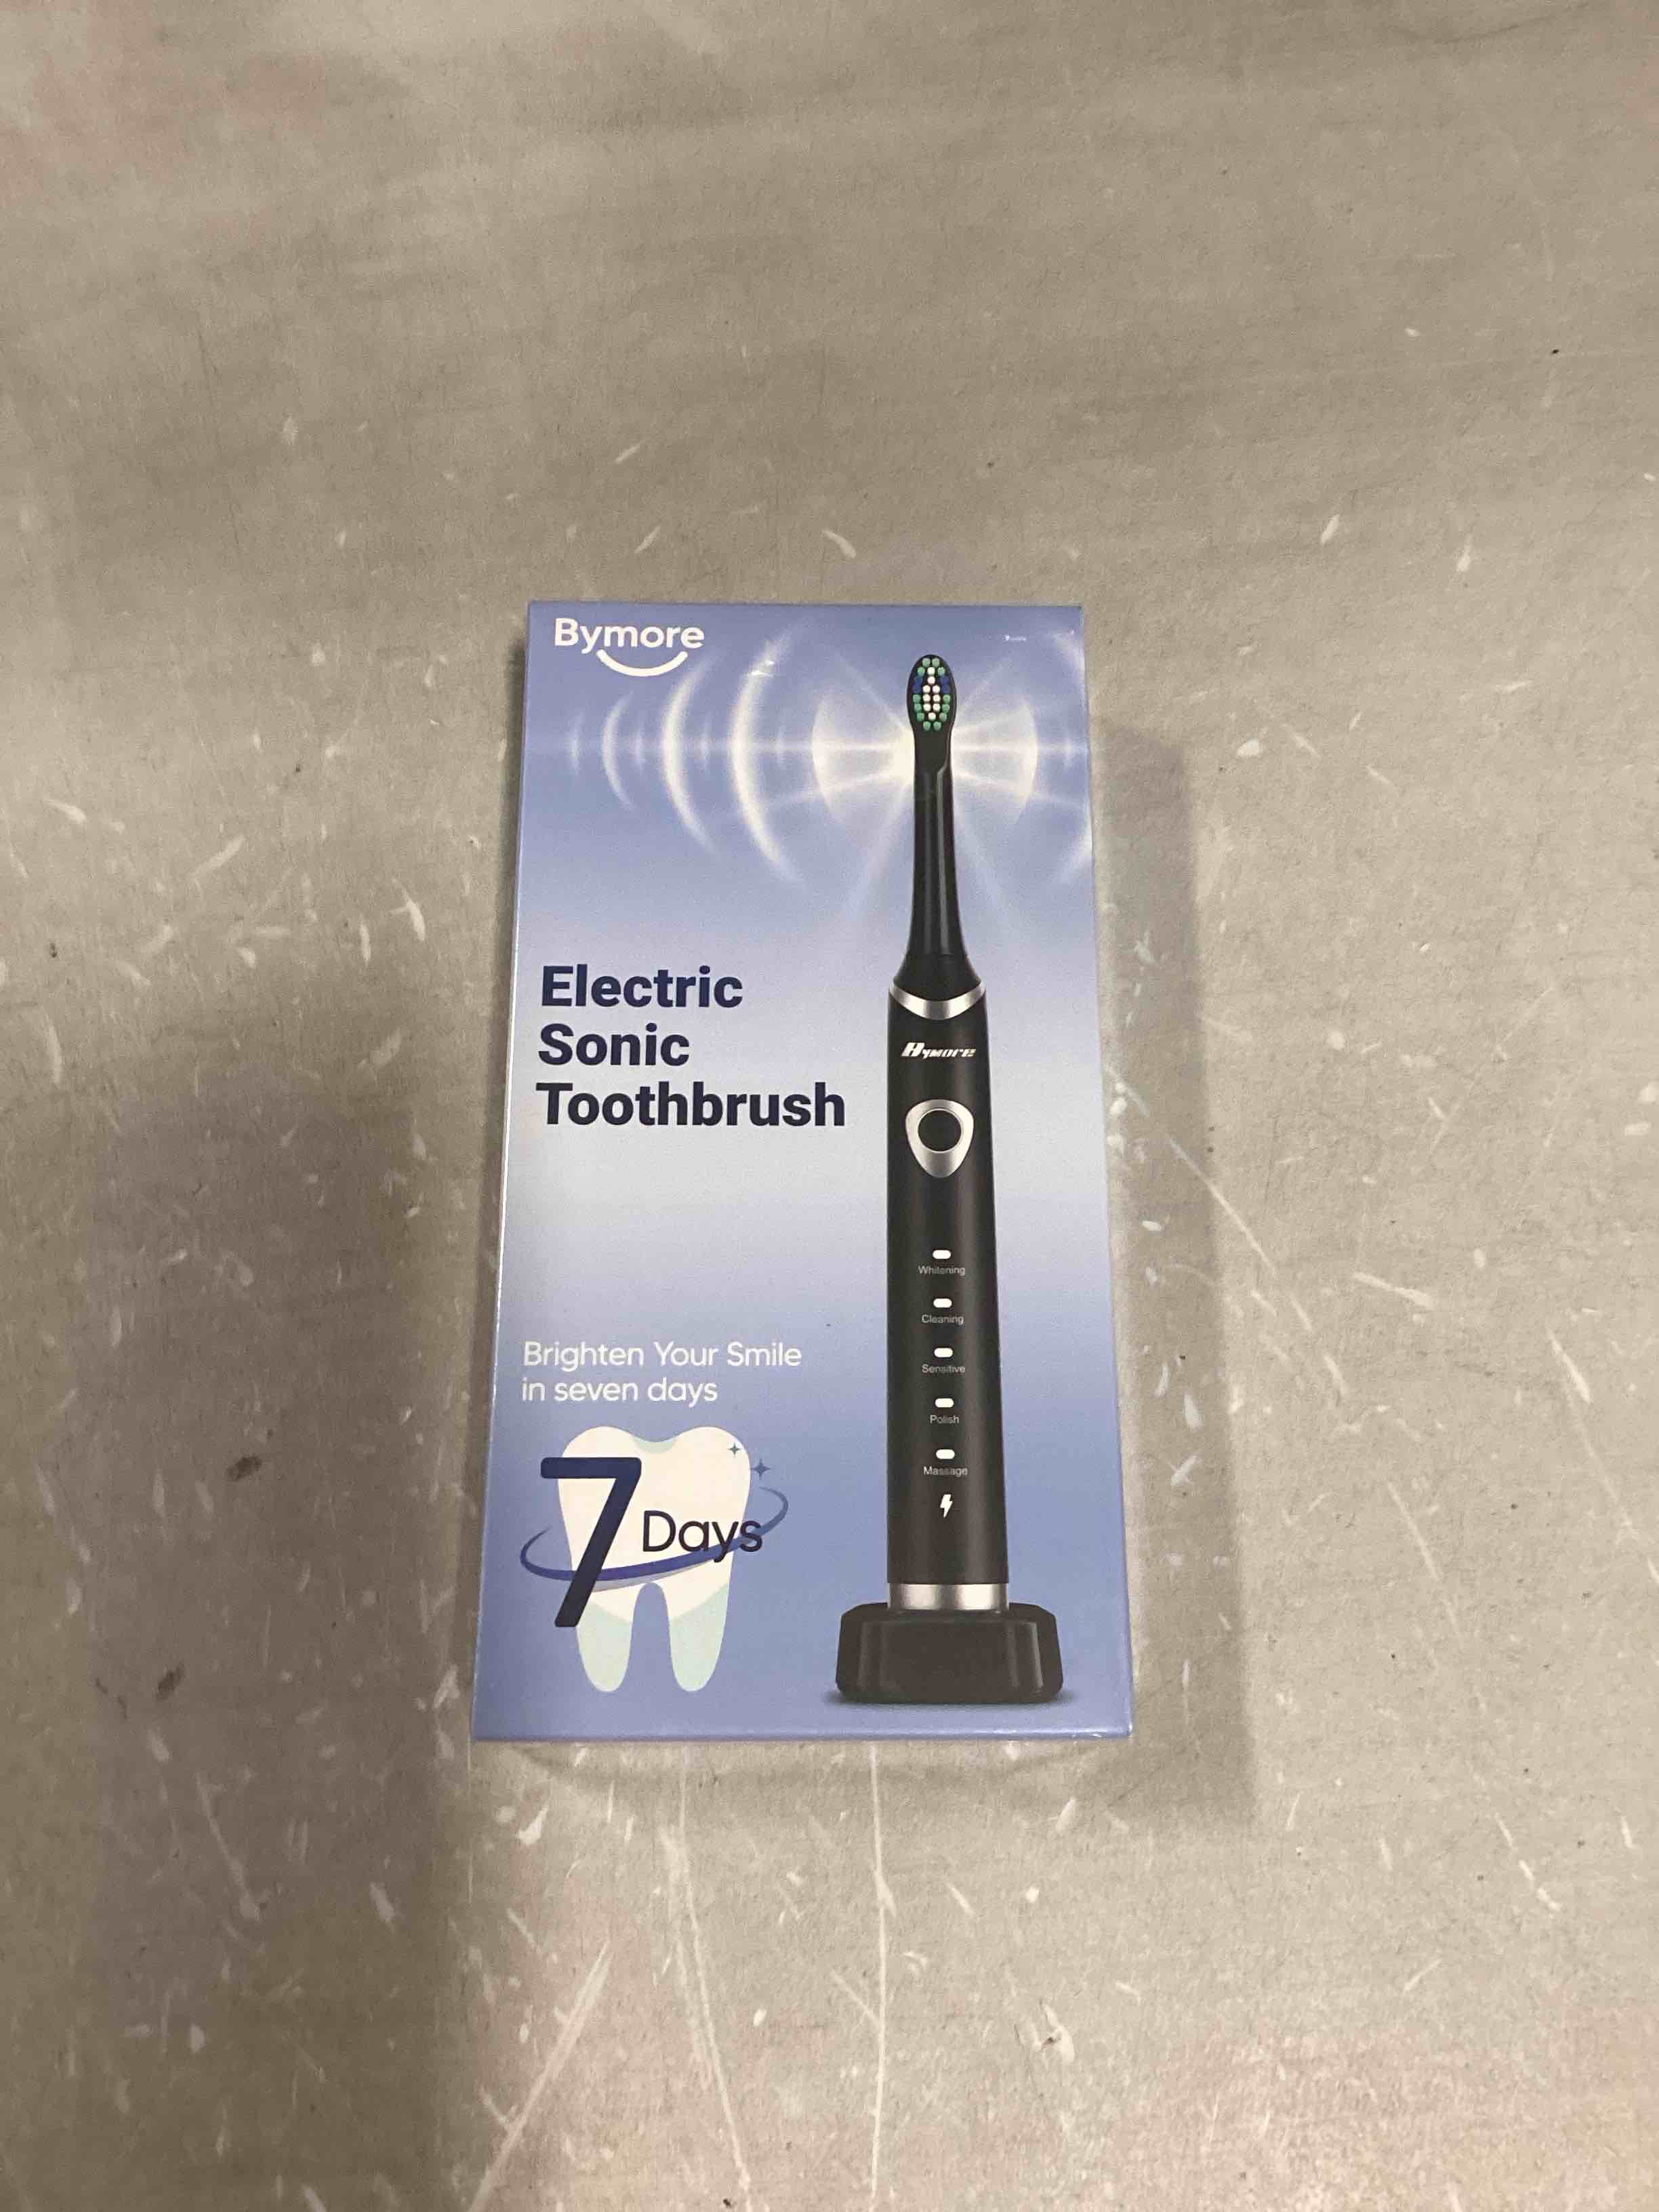 Bymore
Electric
Sonic
Toothbrush
Bymore
Whitening
Cleaning
Sensitive
Polish
Massage
Brighten Your Smile
in seven days
7 Days